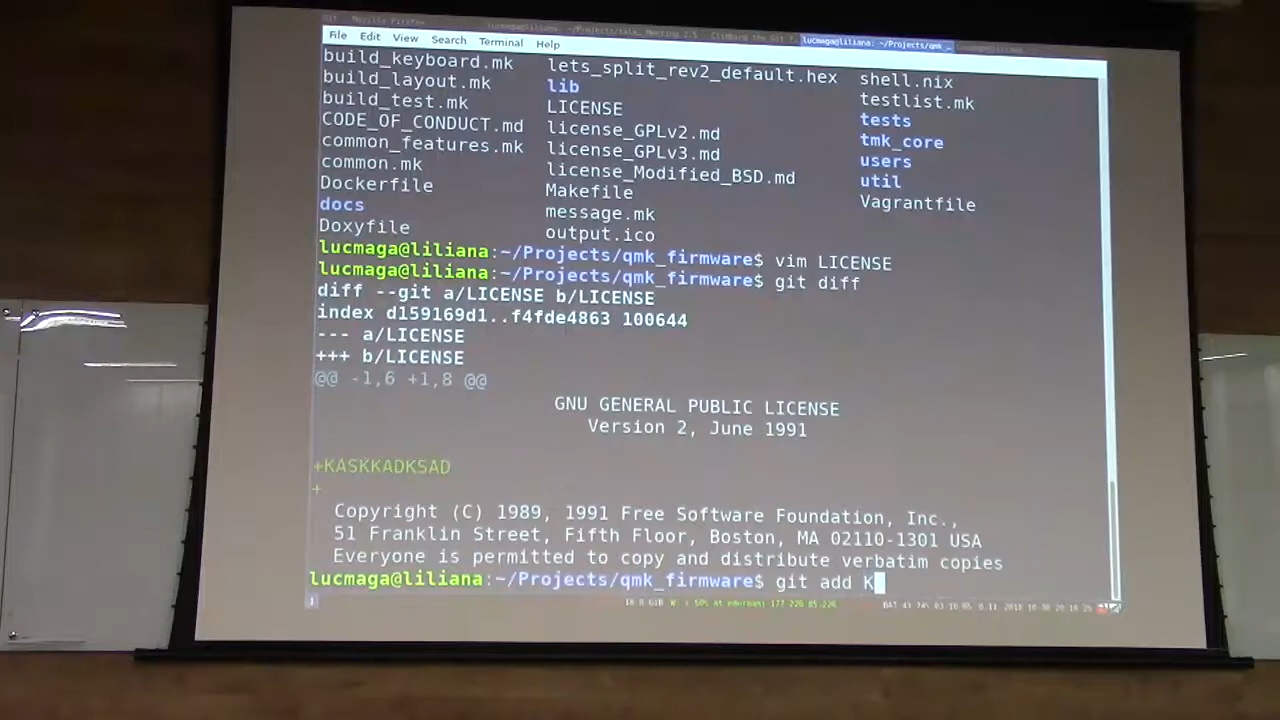 File Edit View Search Terminal Help
lucmaga@liliana: ~/Projects/qmk_...
build_keyboard.mk lets_split_rev2_default.hex shell.nix
build_layout.mk lib testlist.mk
build_test.mk LICENSE tests
CODE_OF_CONDUCT.md license_GPLv2.md tmk_core
common_features.mk license_GPLv3.md users
common.mk license_Modified_BSD.md util
Dockerfile Makefile Vagrantfile
docs message.mk
Doxyfile output.ico
lucmaga@liliana:~/Projects/qmk_firmware$ vim LICENSE
lucmaga@liliana:~/Projects/qmk_firmware$ git diff
diff --git a/LICENSE b/LICENSE
index d159169d1..f4fde4863 100644
--- a/LICENSE
+++ b/LICENSE
@@ -1,6 +1,8 @@
GNU GENERAL PUBLIC LICENSE
Version 2, June 1991
+KASKKADKSAD
+
Copyright (C) 1989, 1991 Free Software Foundation, Inc.,
51 Franklin Street, Fifth Floor, Boston, MA 02110-1301 USA
Everyone is permitted to copy and distribute verbatim copies
lucmaga@liliana:~/Projects/qmk_firmware$ git add K